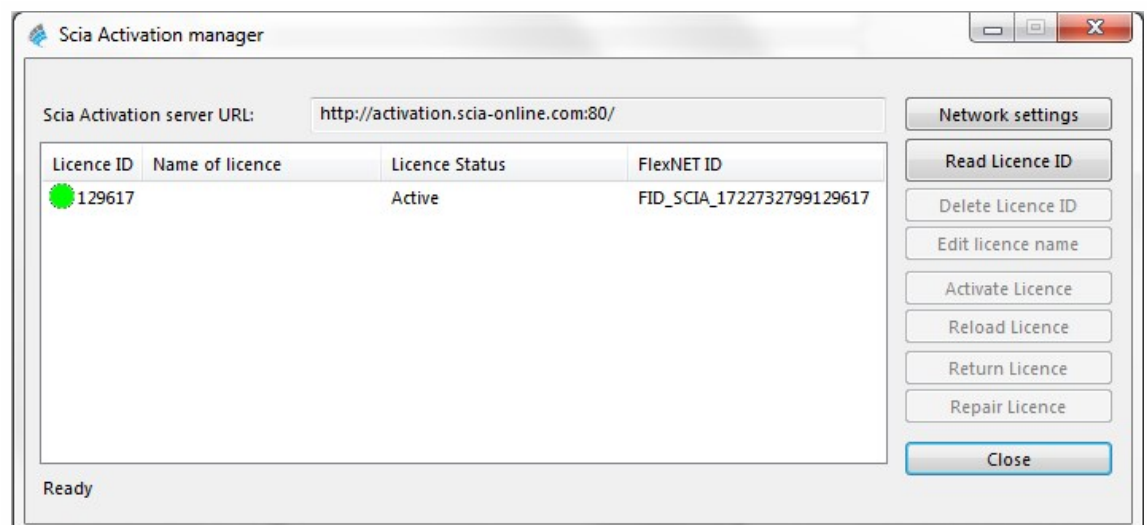 Scia Activation manager
Scia Activation server URL: http://activation.scia-online.com:80/
Network settings
Licence ID Name of licence Licence Status FlexNET ID
Read Licence ID
129617 Active FID_SCIA_1722732799129617
Delete Licence ID
Edit licence name
Activate Licence
Reload Licence
Return Licence
Repair Licence
Close
Ready